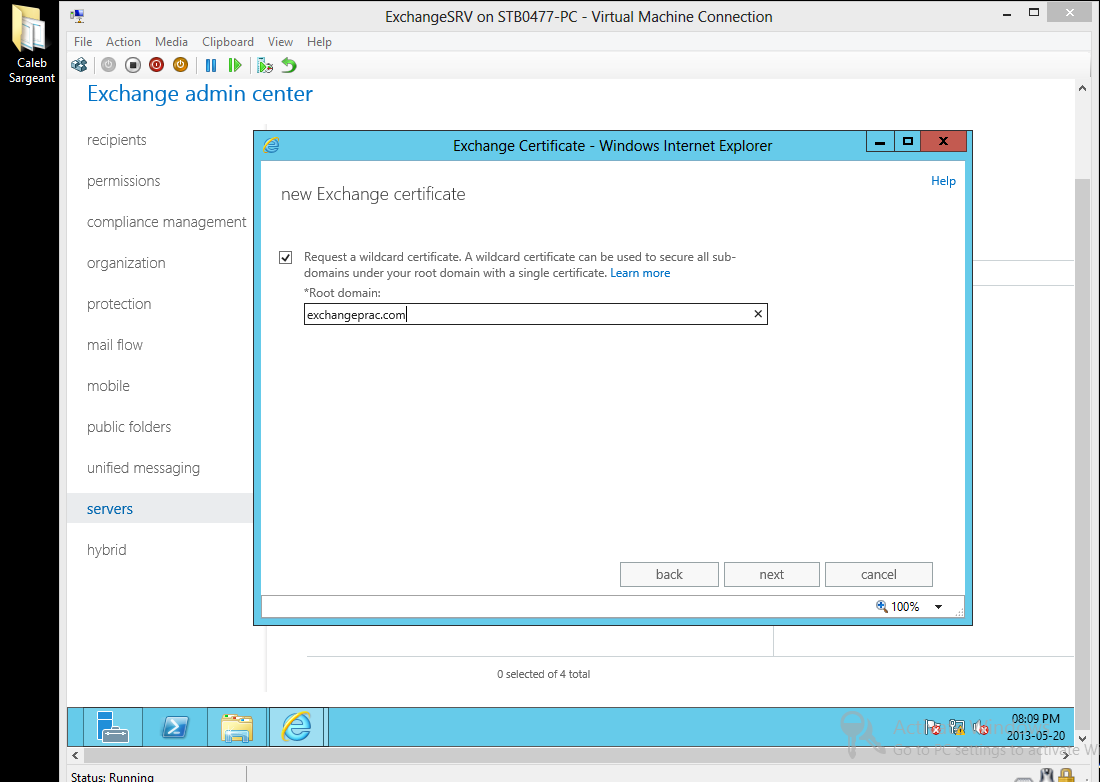 Caleb
Sargeant
ExchangeSRV on STB0477-PC - Virtual Machine Connection
File Action Media Clipboard View Help
Exchange admin center
recipients
permissions
compliance management
organization
protection
mail flow
mobile
public folders
unified messaging
servers
hybrid
Exchange Certificate - Windows Internet Explorer
Help
new Exchange certificate
Request a wildcard certificate. A wildcard certificate can be used to secure all sub-
domains under your root domain with a single certificate. Learn more
*Root domain:
exchangeprac.com
back next cancel
100%
0 selected of 4 total
08:09 PM
2013-05-20
Go to PC settings to activate W
Status: Running